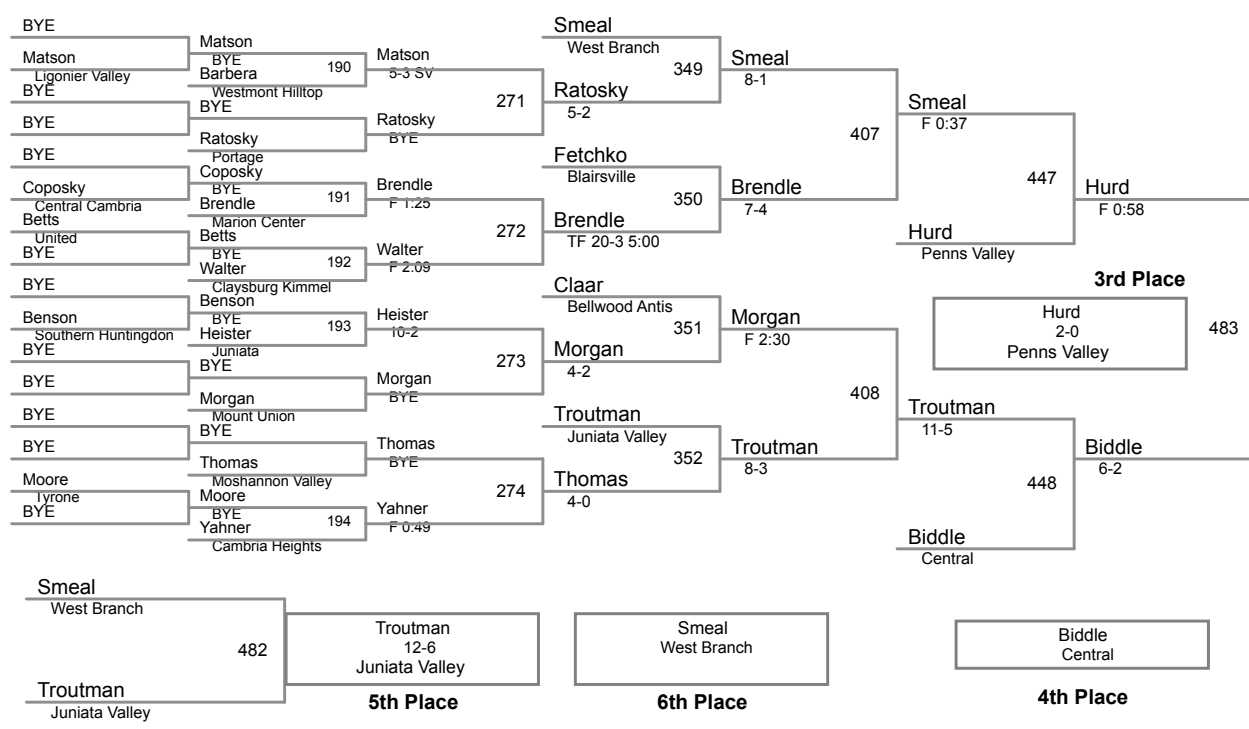 BYE
Matson
Ligonier Valley
BYE
BYE
BYE
Coposky
Central Cambria
Betts
United
BYE
BYE
Benson
Southern Huntingdon
BYE
BYE
BYE
BYE
Moore
Tyrone
BYE
Matson
BYE
190
Barbera
Westmont Hilltop
BYE
Ratosky
Portage
Coposky
BYE
191
Brendle
Marion Center
Betts
BYE
192
Walter
Claysburg Kimmel
Benson
BYE
193
Heister
Juniata
BYE
Morgan
Mount Union
BYE
Thomas
Moshannon Valley
Moore
BYE
194
Yahner
Cambria Heights
Matson
5-3 SV
271
Ratosky
BYE
Brendle
F 1:25
272
Walter
F 2:09
Heister
10-2
273
Morgan
BYE
Thomas
BYE
274
Yahner
F 0:49
Smeal
West Branch
349
Ratosky
5-2
Fetchko
Blairsville
350
Brendle
TF 20-3 5:00
Claar
Bellwood Antis
351
Morgan
4-2
Troutman
Juniata Valley
352
Thomas
4-0
Smeal
8-1
407
Brendle
7-4
Morgan
F 2:30
408
Troutman
8-3
Smeal
F 0:37
447
Hurd
Penns Valley
Troutman
11-5
448
Biddle
Central
Hurd
F 0:58
3rd Place
Hurd
2-0
Penns Valley
483
Biddle
6-2
Smeal
West Branch
482
Troutman
Juniata Valley
Troutman
12-6
Juniata Valley
5th Place
Smeal
West Branch
6th Place
Biddle
Central
4th Place